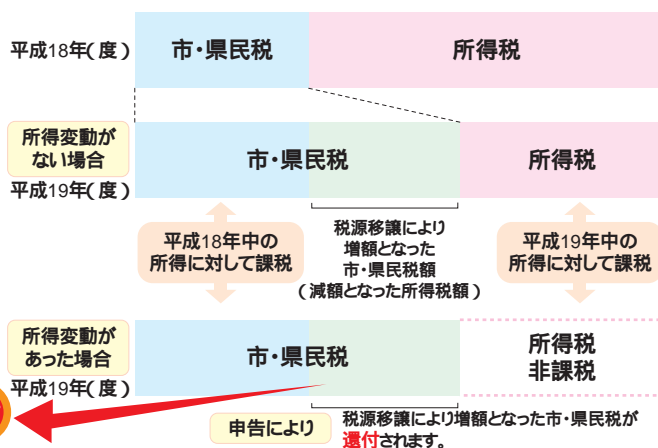 平成18年(度)
市・県民税
所得税
所得変動が
ない場合
平成19年(度)
市・県民税
所得税
平成18年中の
所得に対して課税
税源移譲により
増額となった
市・県民税額
(減額となった所得税額)
平成19年中の
所得に対して課税
所得変動が
あった場合
平成19年(度)
市・県民税
所得税
非課税
申告により
税源移譲により増額となった市・県民税が
還付されます。